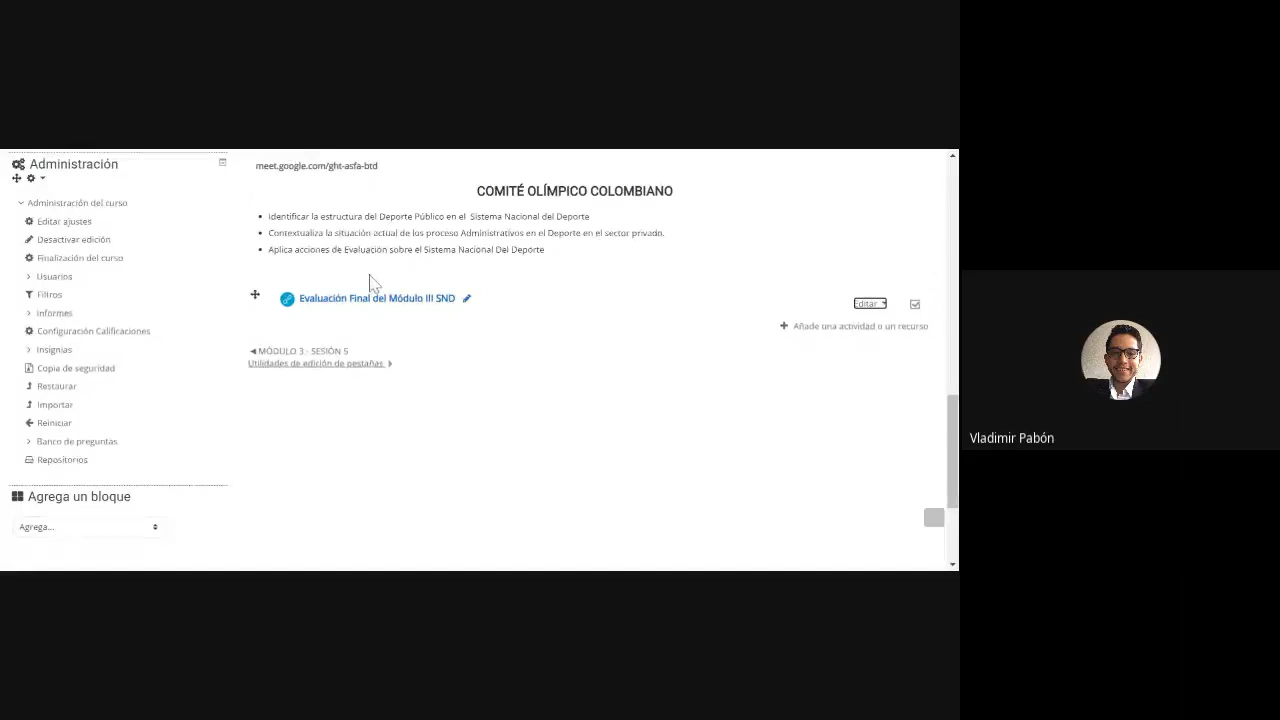 Administración
Administración del curso
Editar ajustes
Desactivar edición
Finalización del curso
Usuarios
Filtros
Informes
Configuración Calificaciones
Insignias
Copia de seguridad
Restaurar
Importar
Reiniciar
Banco de preguntas
Repositorios
Agrega un bloque
Agrega...
meet.google.com/ght-asfa-btd
COMITÉ OLÍMPICO COLOMBIANO
Identificar la estructura del Deporte Público en el Sistema Nacional del Deporte
Contextualiza la situación actual de los proceso Administrativos en el Deporte en el sector privado.
Aplica acciones de Evaluación sobre el Sistema Nacional Del Deporte
Evaluación Final del Módulo III SND
Editar
Añade una actividad o un recurso
MÓDULO 3.- SESIÓN 5
Utilidades de edición de pestañas
Vladimir Pabón